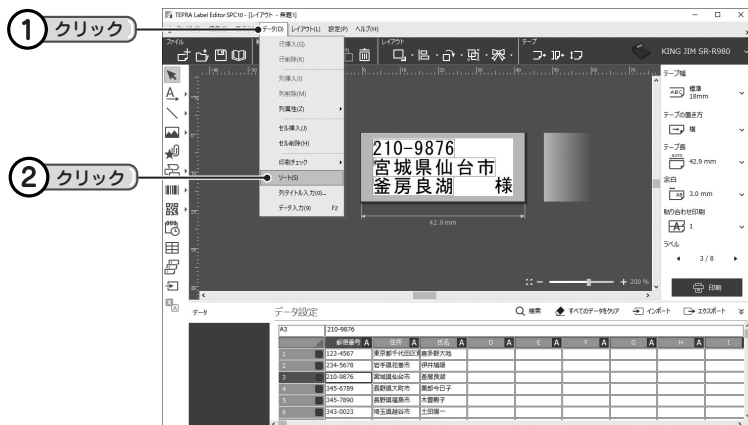 ① クリック
② クリック
TEPRA Label Editor SPC10 - [レイアウト - 無題1]
データ(D) レイアウト(L) 設定(P) ヘルプ(H)
ファイル
レイアウト
テープ
KING JIM SR-R980
行挿入(G)
行削除(K)
列挿入(I)
列削除(M)
列属性(Z)
セル挿入(J)
セル削除(H)
印刷チェック
ソート(S)
列タイトル入力(0)...
データ入力(9) F2
210-9876
宮城県仙台市
釜房良湖 様
42.9mm
テープ幅
ABC 標準
18mm
テープの置き方
横
テープ長
AUTO
42.9 mm
余白
AB 3.0 mm
貼り合わせ印刷
A 1
ラベル
3 / 8
印刷
+ 200 %
データ
データ設定
検索 すべてのデータをクリア インポート エクスポート
A3 210-9876
郵便番号 A 住所 A 氏名 A D A E A F A G A H A I
1 123-4567 東京都千代田区 喜多野大地
2 234-5678 岩手県花巻市 伊井鳩雄
3 210-9876 宮城県仙台市 釜房良湖
4 345-6789 長野県大町市 黒部今日子
5 345-7890 長野県福島市 木曽駒子
6 343-0023 埼玉県越谷市 土田陽一